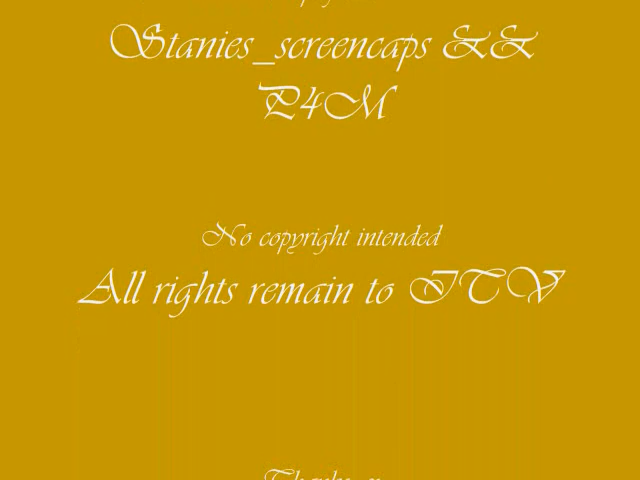 Stanies_screencaps &&
P4M
No copyright intended
All rights remain to ITV